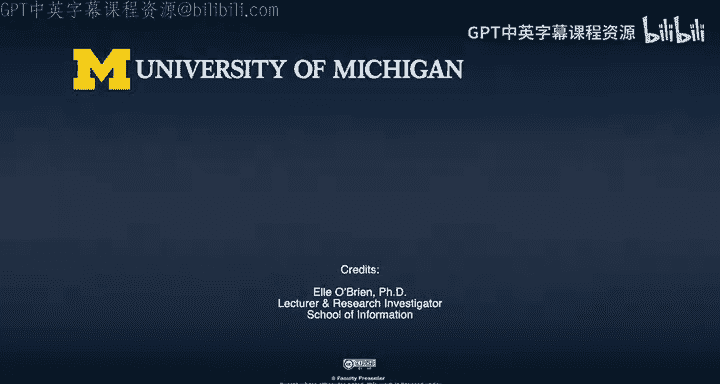 GPT中英字幕课程资源@bilibili.com
GPT中英字幕课程资源 bilibili
M UNIVERSITY OF MICHIGAN
Credits:
Elle O'Brien, Ph.D.
Lecturer & Research Investigator
School of Information
© Faculty Presenter